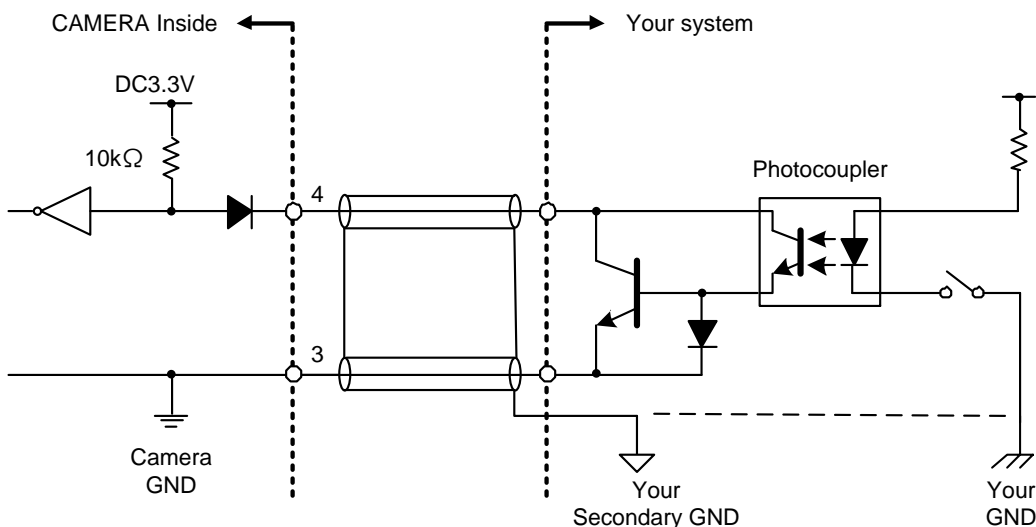 CAMERA Inside
Your system
DC3.3V
10kΩ
Photocoupler
4
3
Camera
GND
Your
Secondary GND
Your
GND